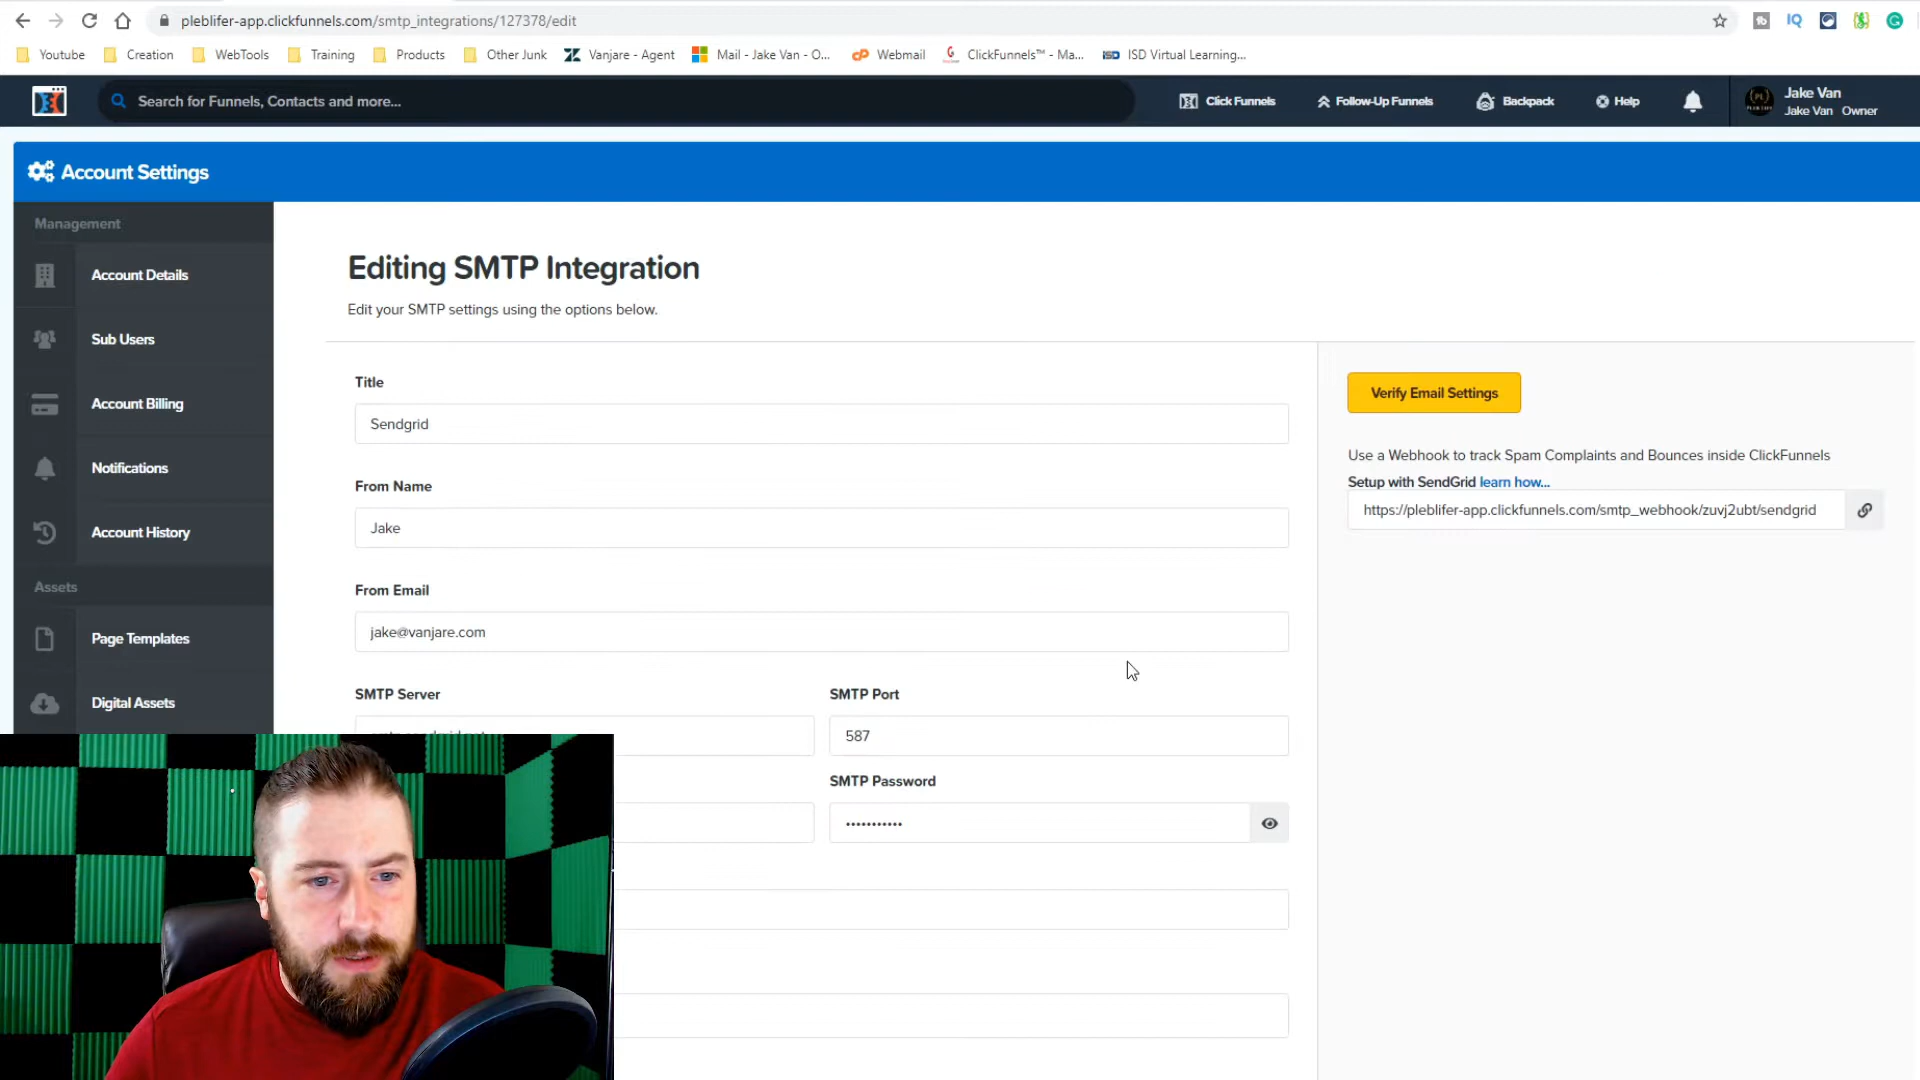 pleblifer-app.clickfunnels.com/smtp_integrations/127378/edit
Youtube Creation WebTools Training Products Other Junk Vanjare - Agent Mail - Jake Van - O... Webmail ClickFunnels™ - Ma... ISD Virtual Learning...
Search for Funnels, Contacts and more... Click Funnels Follow-Up Funnels Backpack Help
Jake Van
Jake Van Owner
Account Settings
Management
Account Details
Sub Users
Account Billing
Notifications
Account History
Assets
Page Templates
Digital Assets
Editing SMTP Integration
Edit your SMTP settings using the options below.
Title
Sendgrid
From Name
Jake
From Email
jake@vanjare.com
SMTP Server SMTP Port
587
SMTP Password
•••••••••••
Verify Email Settings
Use a Webhook to track Spam Complaints and Bounces inside ClickFunnels
Setup with SendGrid learn how...
https://pleblifer-app.clickfunnels.com/smtp_webhook/zuvj2ubt/sendgrid